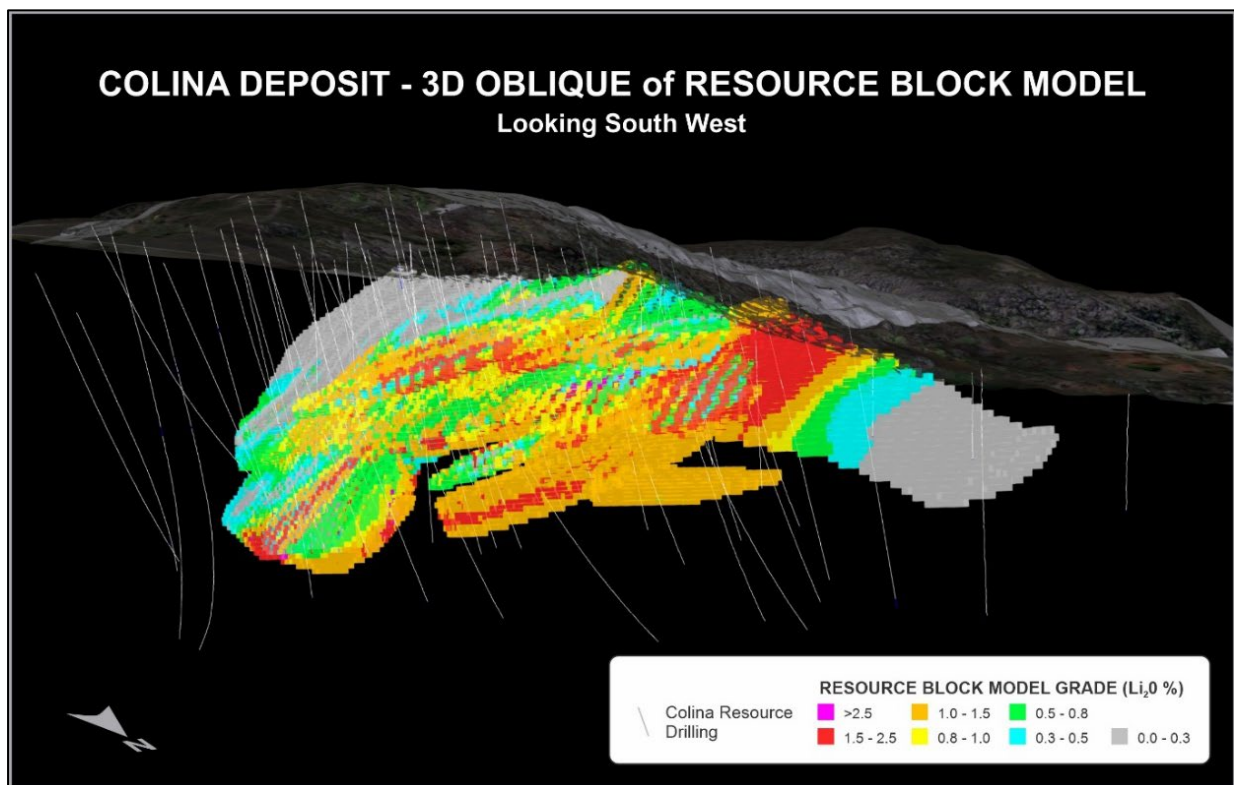 COLINA DEPOSIT - 3D OBLIQUE of RESOURCE BLOCK MODEL
Looking South West
N
Colina Resource
Drilling
RESOURCE BLOCK MODEL GRADE (Li₂0 %)
>2.5 1.0 - 1.5 0.5 - 0.8
1.5 - 2.5 0.8 - 1.0 0.3 - 0.5 0.0 - 0.3